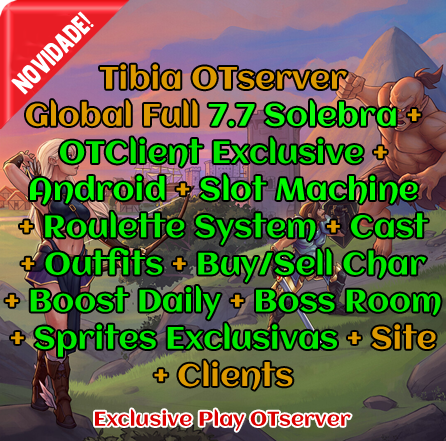 NOVIDADE!
Tibia OTserver
Global Full 7.7 Solebra +
OTClient Exclusive +
Android + Slot Machine
+ Roulette System + Cast
+ Outfits + Buy/Sell Char
+ Boost Daily + Boss Room
+ Sprites Exclusivas + Site
+ Clients
Exclusive Play OTserver